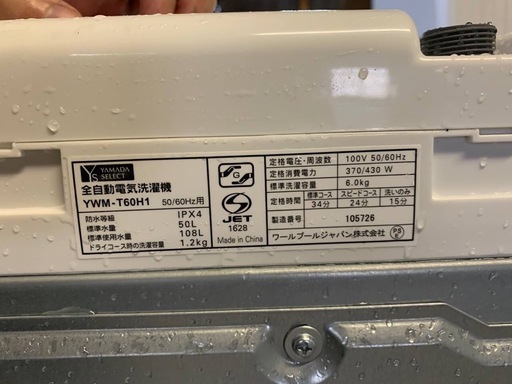 YS YAMADA SELECT
全自動電気洗濯機
YWM-T60H1 50/60Hz用
防水等級 IPX4
標準水量 50L
標準使用水量 108L
ドライコース時の洗濯容量 1.2kg
G
S
JET
1628
Made in China
定格電圧・周波数 100V 50/60Hz
定格消費電力 370/430 W
標準洗濯容量 6.0kg
定格時間 標準コース スピードコース 洗いのみ
34分 24分 15分
製造番号 105726
ワールプールジャパン株式会社
PSE